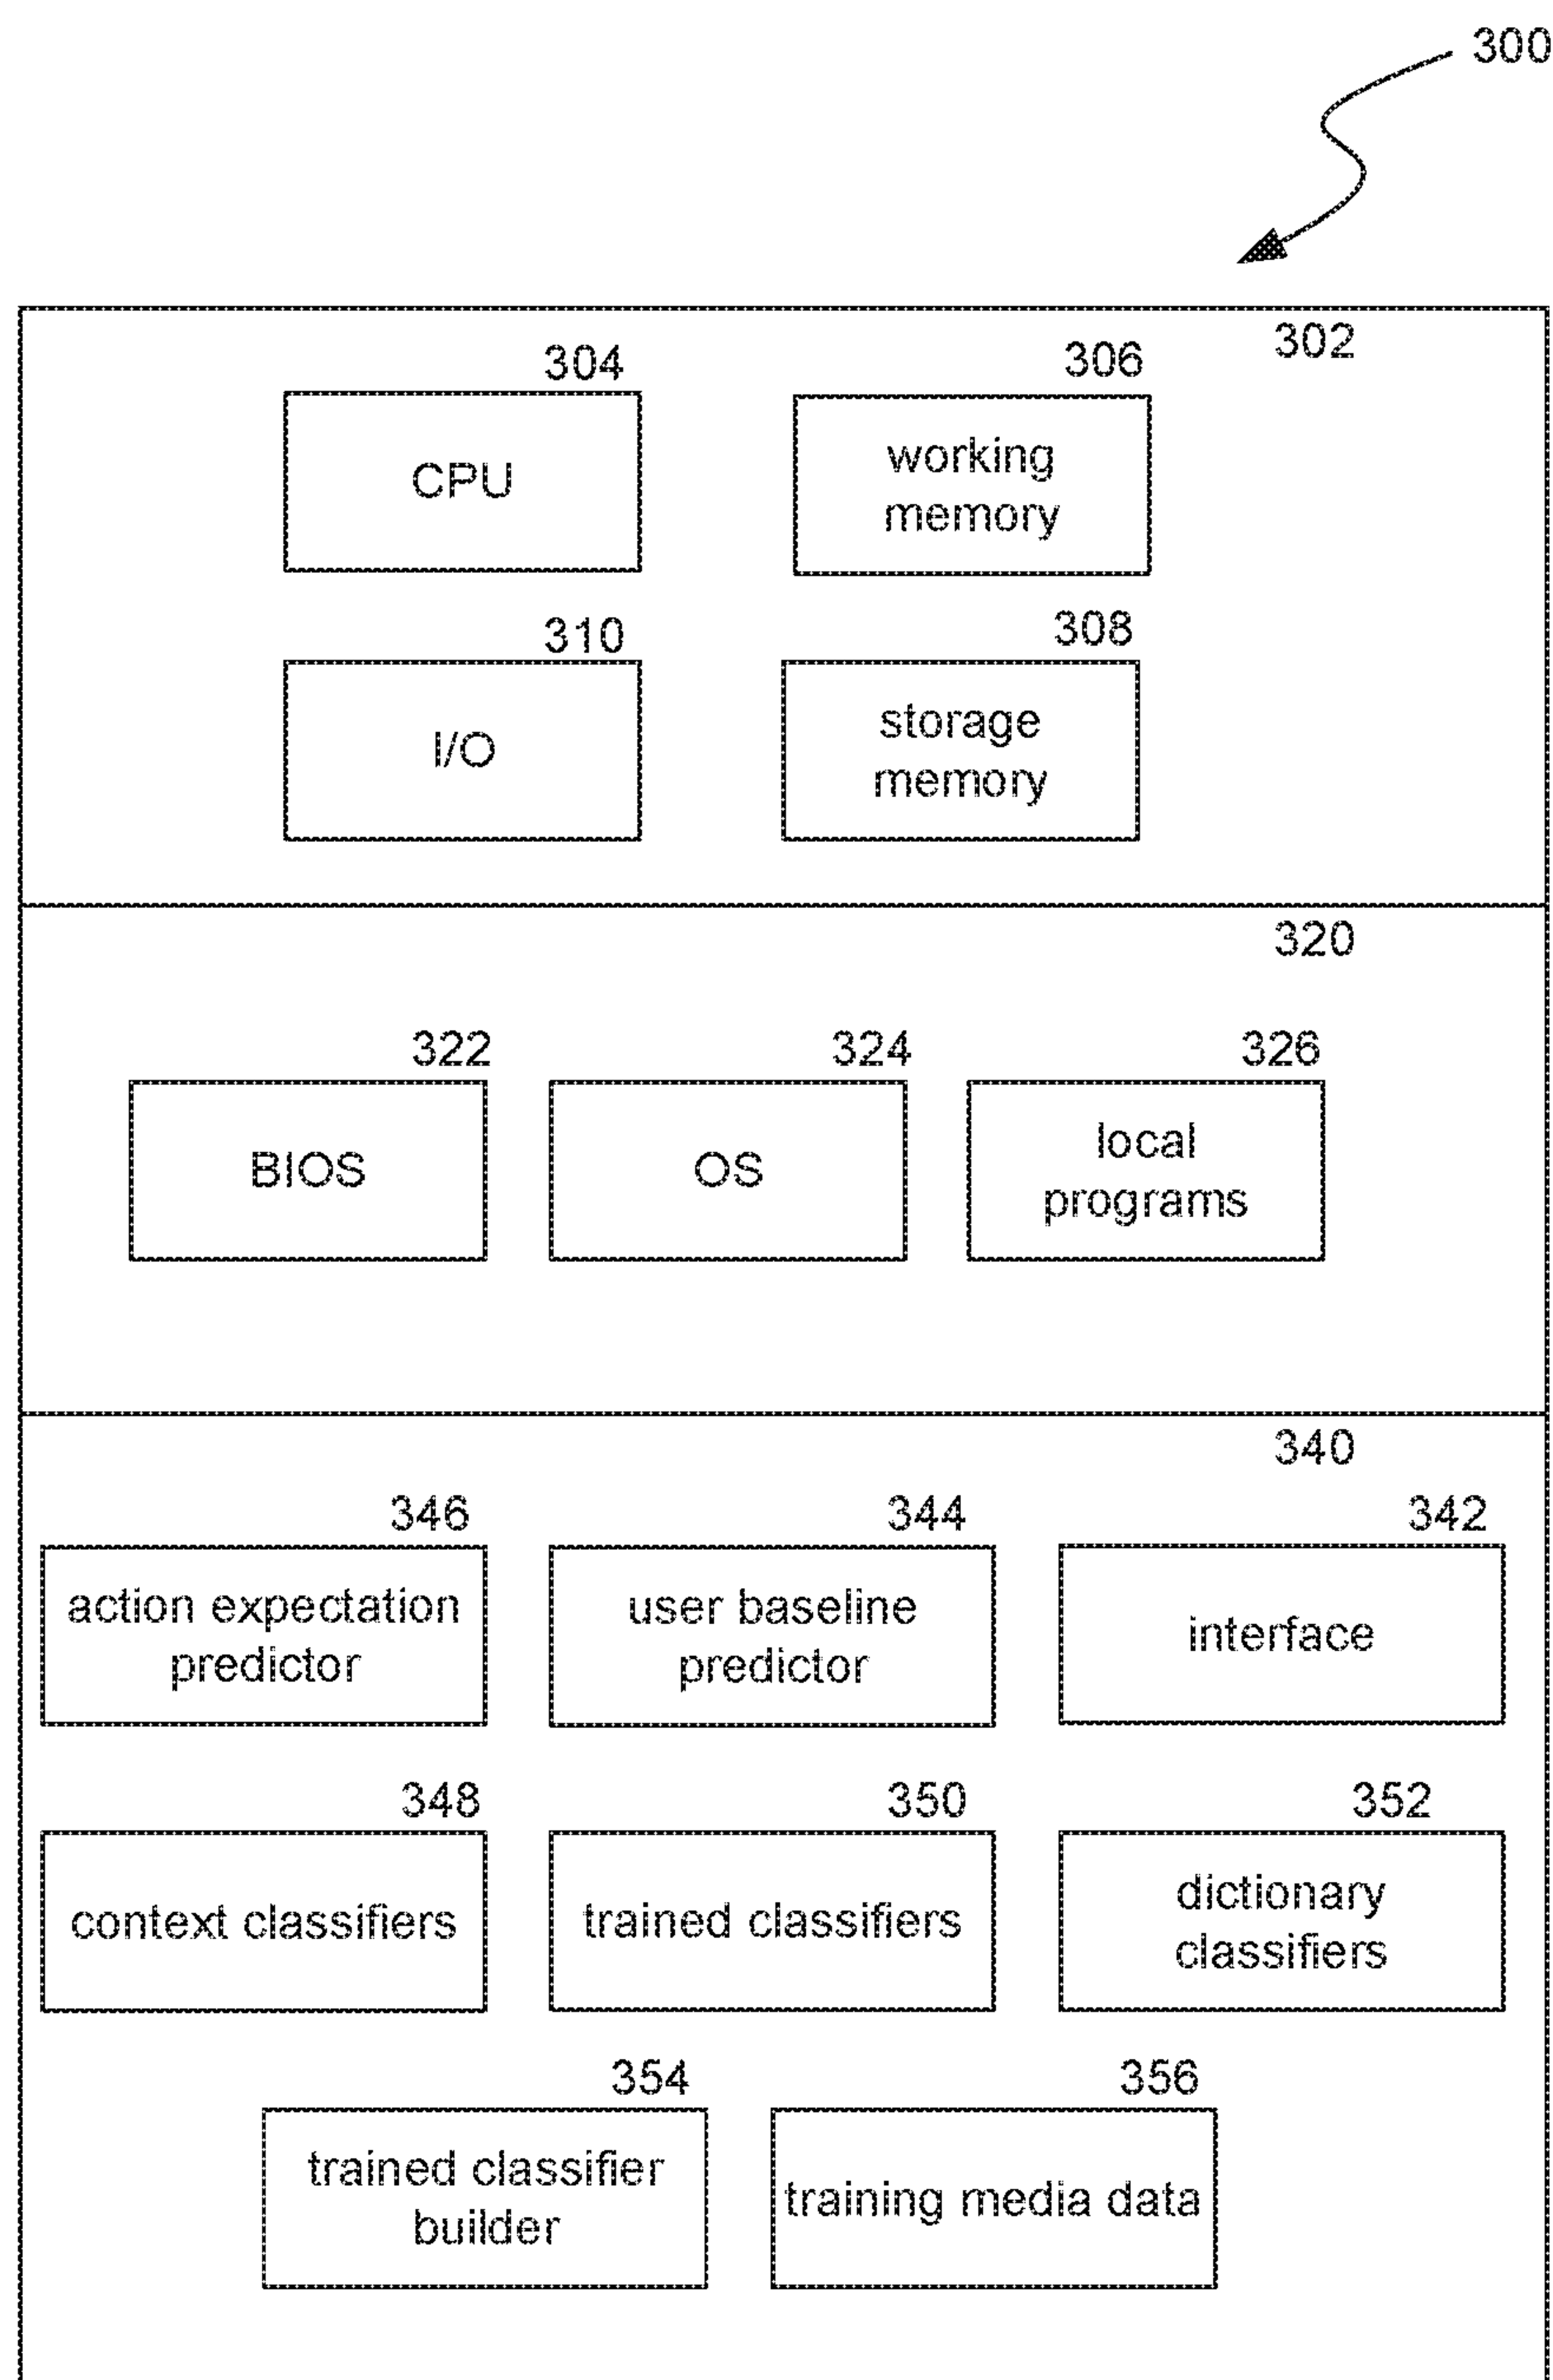 300
302
304
306
CPU
working
memory
310
308
I/O
storage
memory
320
322
324
326
BIOS
OS
local
programs
340
346
344
342
action expectation
predictor
user baseline
predictor
interface
348
350
352
context classifiers
trained classifiers
dictionary
classifiers
354
356
trained classifier
builder
training media data